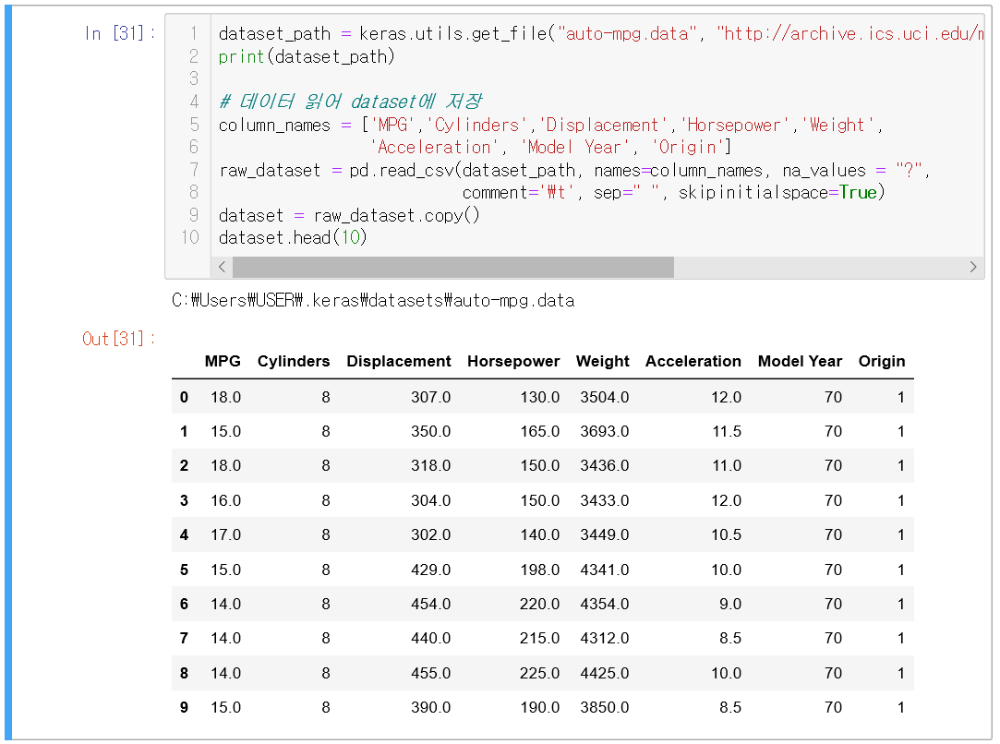 In [31]:
1 dataset_path = keras.utils.get_file("auto-mpg.data", "http://archive.ics.uci.edu/m
2 print(dataset_path)
3
4 # 데이터 읽어 dataset에 저장
5 column_names = ['MPG','Cylinders','Displacement','Horsepower','Weight',
6 'Acceleration', 'Model Year', 'Origin']
7 raw_dataset = pd.read_csv(dataset_path, names=column_names, na_values = "?",
8 comment='₩t', sep=" ", skipinitialspace=True)
9 dataset = raw_dataset.copy()
10 dataset.head(10)
C:₩Users₩USER₩.keras₩datasets₩auto-mpg.data
Out[31]:
MPG Cylinders Displacement Horsepower Weight Acceleration Model Year Origin
0 18.0 8 307.0 130.0 3504.0 12.0 70 1
1 15.0 8 350.0 165.0 3693.0 11.5 70 1
2 18.0 8 318.0 150.0 3436.0 11.0 70 1
3 16.0 8 304.0 150.0 3433.0 12.0 70 1
4 17.0 8 302.0 140.0 3449.0 10.5 70 1
5 15.0 8 429.0 198.0 4341.0 10.0 70 1
6 14.0 8 454.0 220.0 4354.0 9.0 70 1
7 14.0 8 440.0 215.0 4312.0 8.5 70 1
8 14.0 8 455.0 225.0 4425.0 10.0 70 1
9 15.0 8 390.0 190.0 3850.0 8.5 70 1